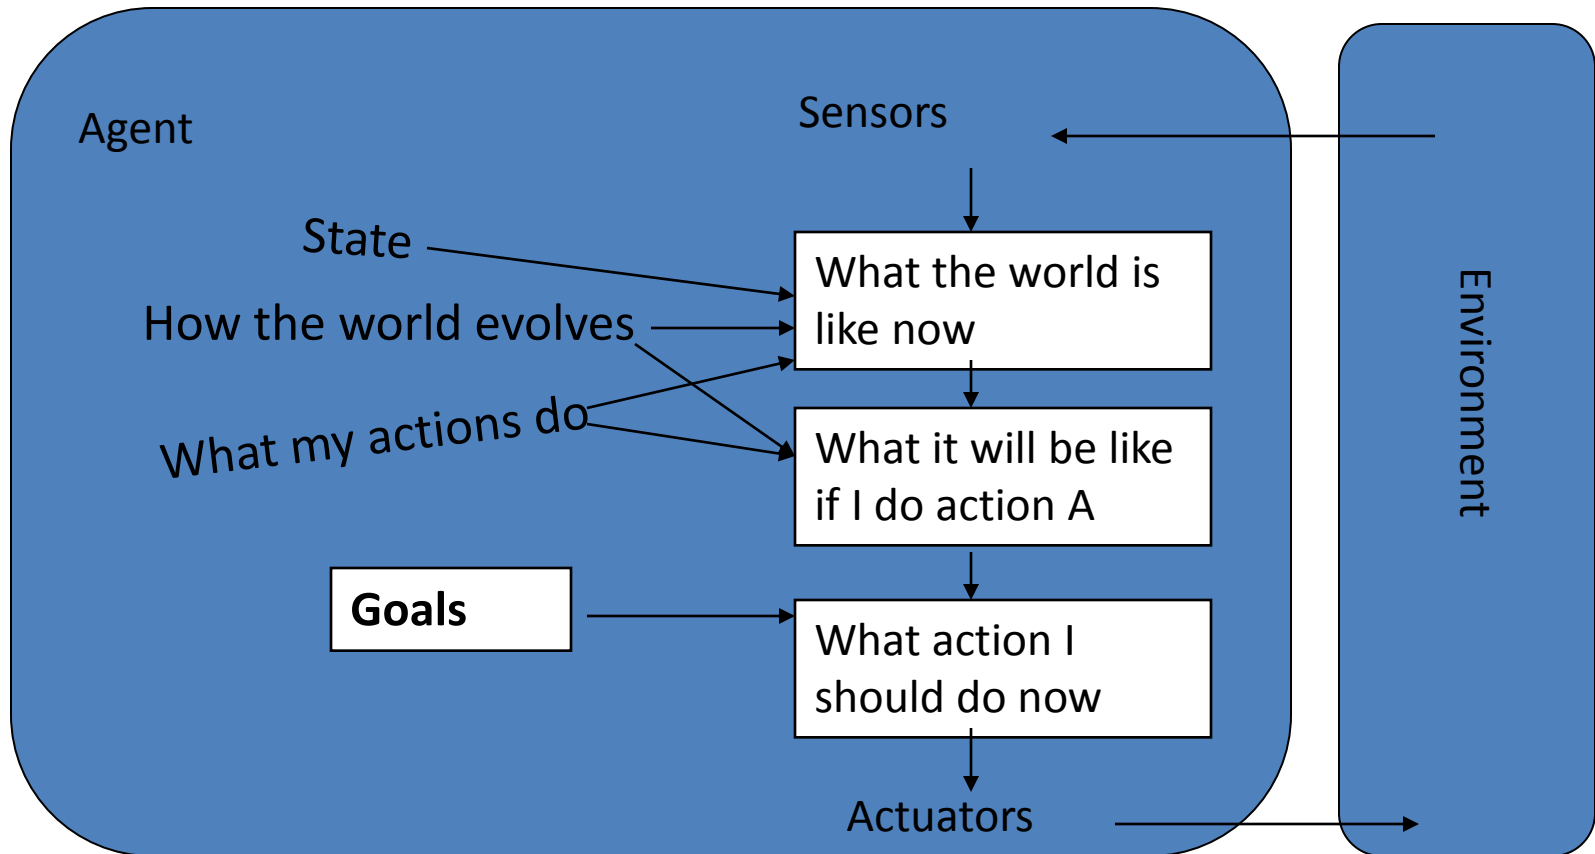 Agent
Sensors
State
What the world is
like now
How the world evolves
What my actions do
What it will be like
if I do action A
Goals
What action I
should do now
Actuators
Environment